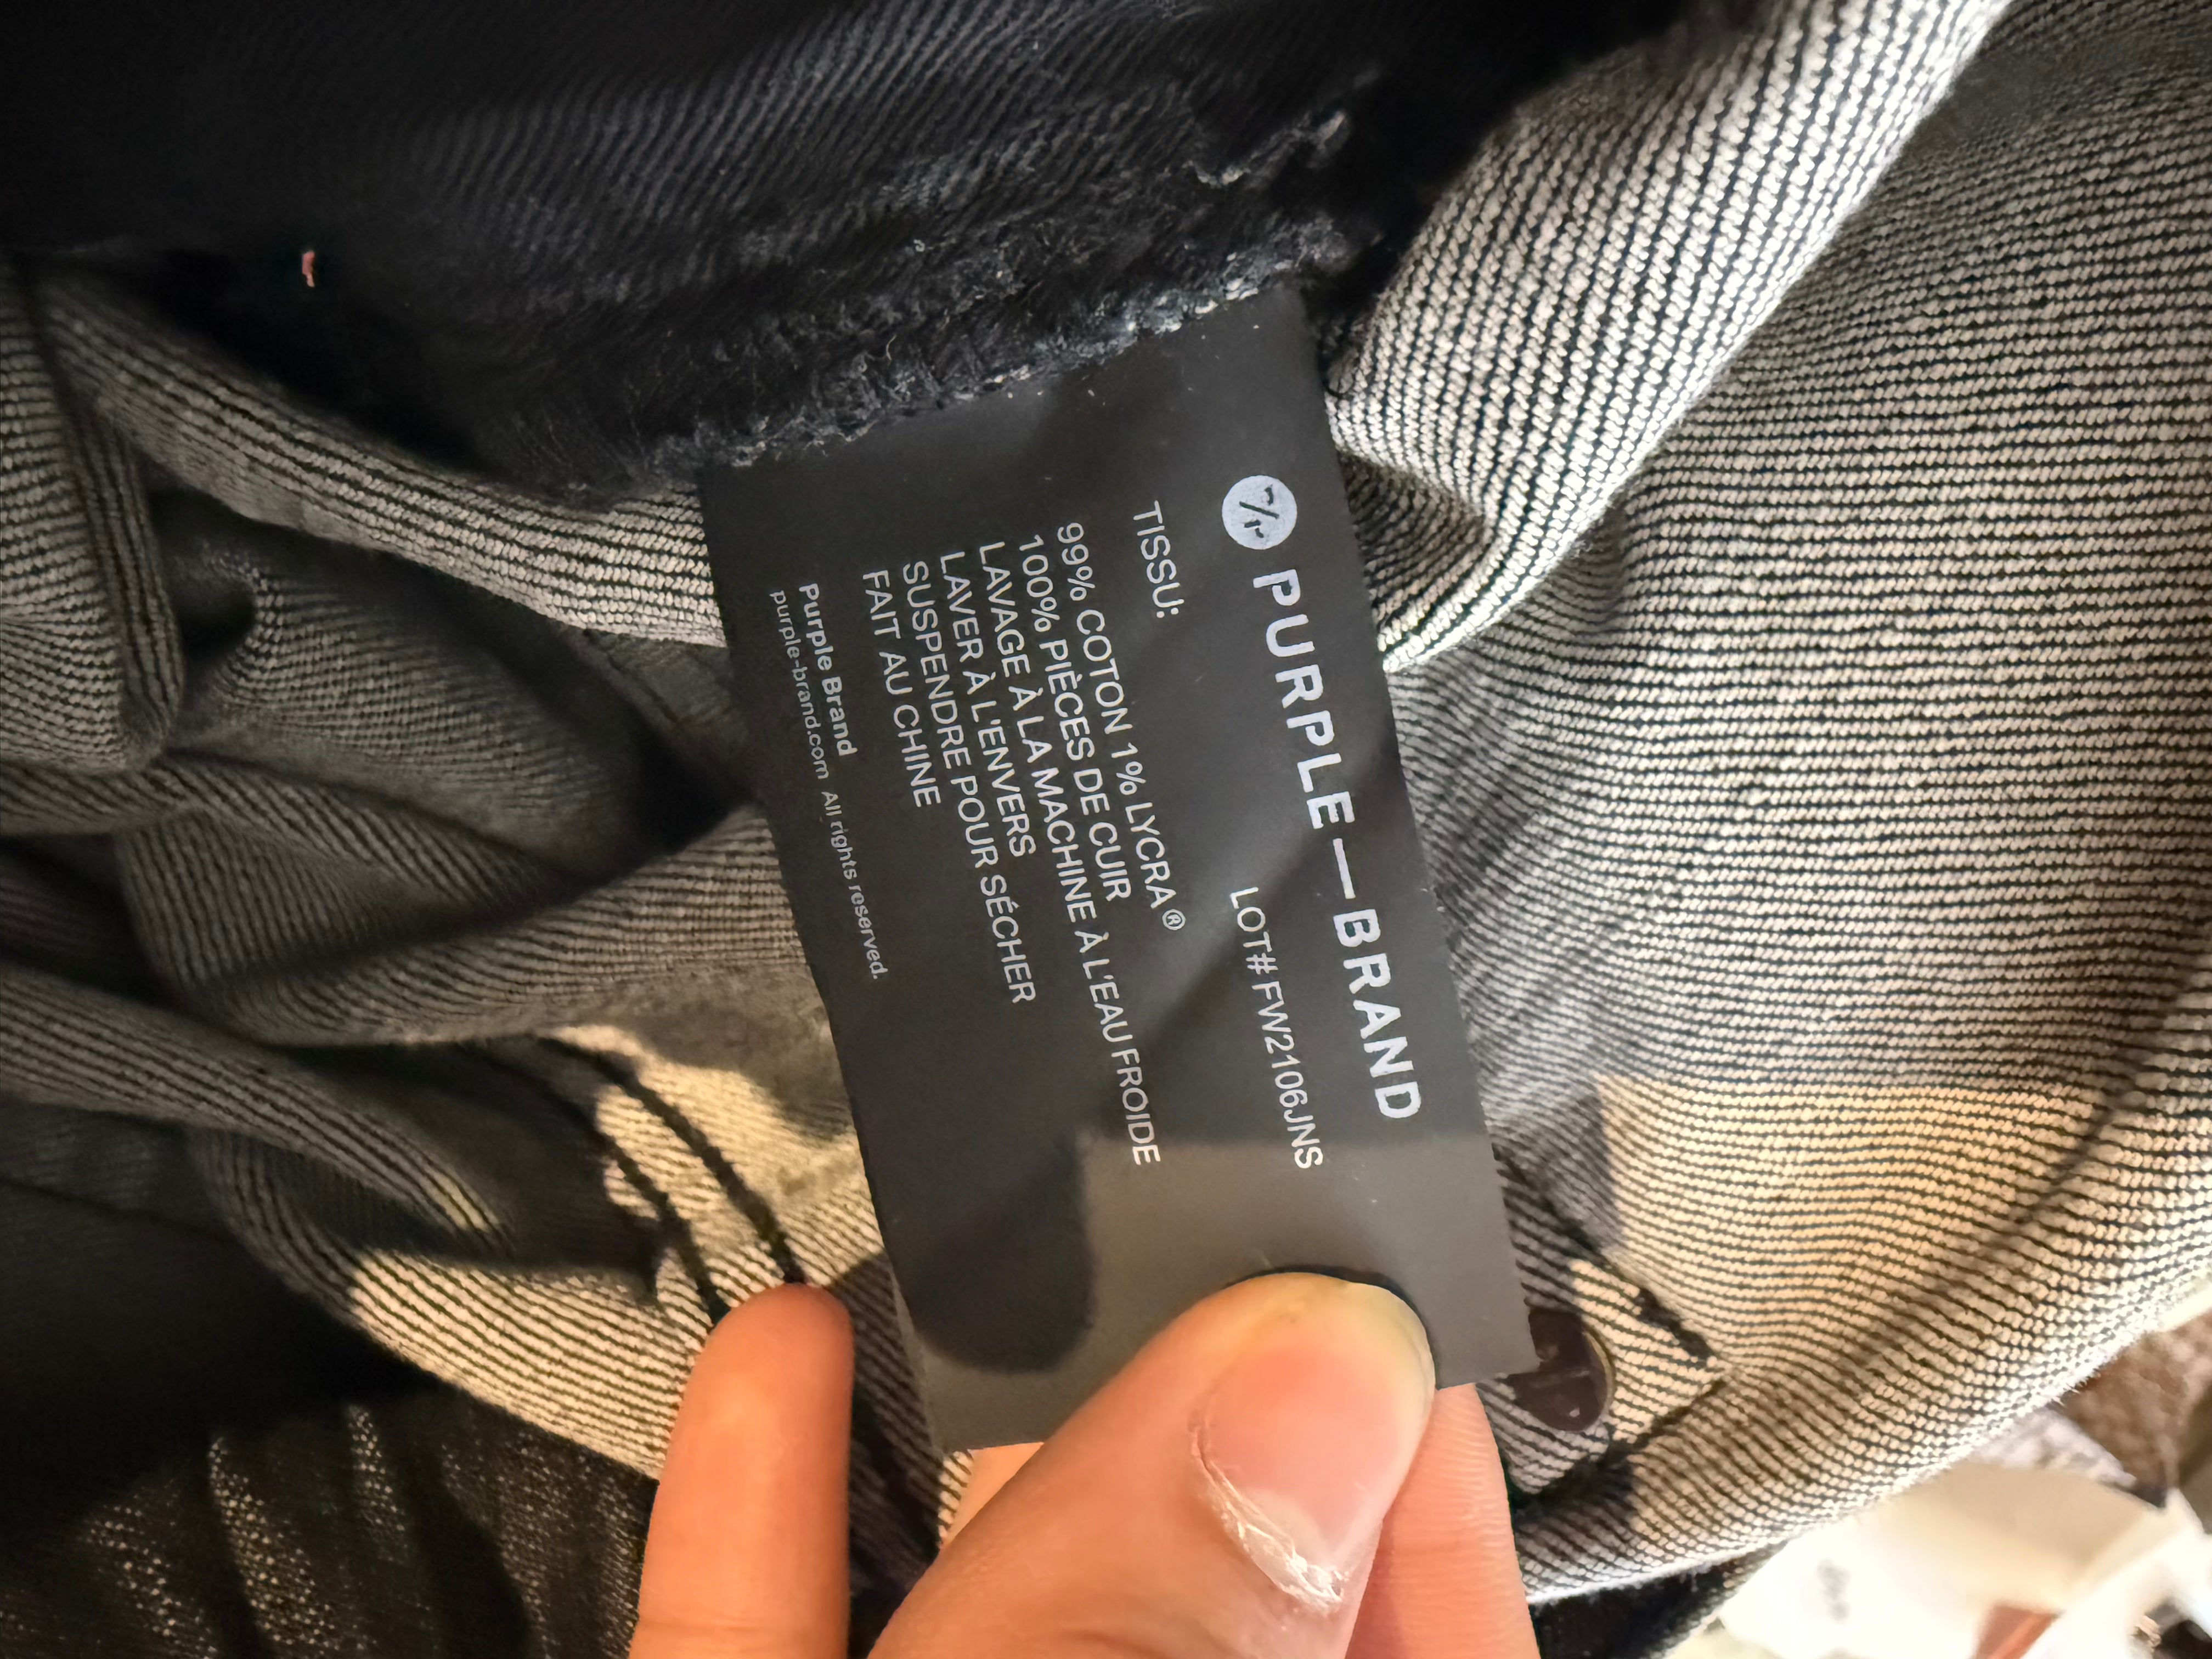 PURPLE—BRAND
LOT# FW2106JNS
TISSU:
99% COTON 1% LYCRA®
100% PIÈCES DE CUIR
LAVAGE À LA MACHINE À L'EAU FROIDE
LAVER À L'ENVERS
SUSPENDRE POUR SÉCHER
FAIT AU CHINE
Purple Brand
purple-brand.com All rights reserved.